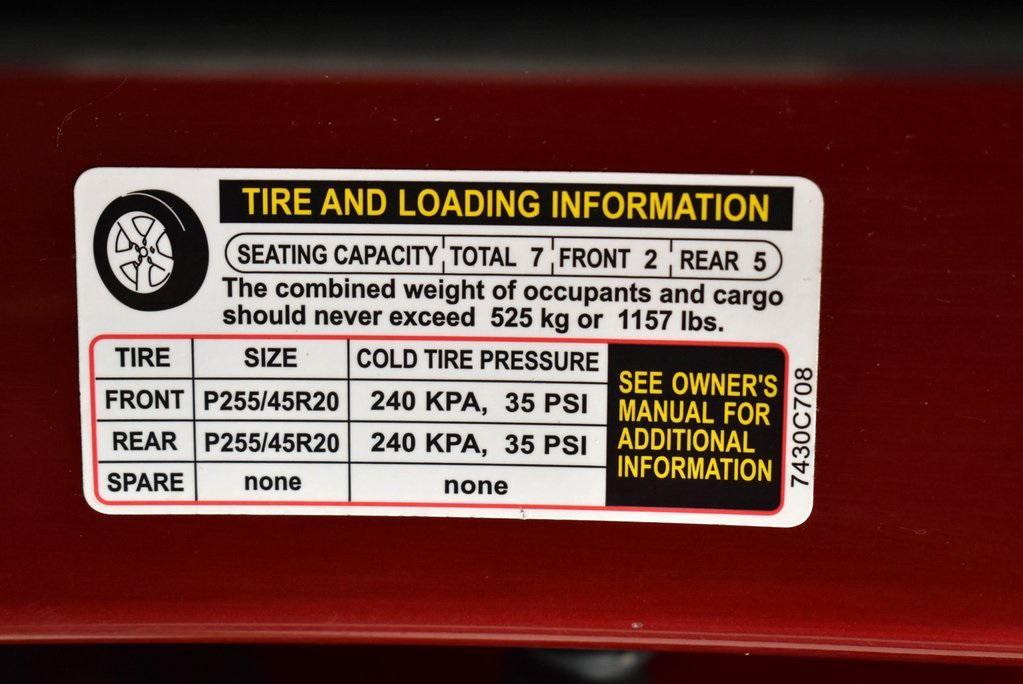 TIRE AND LOADING INFORMATION
SEATING CAPACITY TOTAL 7 FRONT 2 REAR 5
The combined weight of occupants and cargo
should never exceed 525 kg or 1157 lbs.
TIRE SIZE COLD TIRE PRESSURE
FRONT P255/45R20 240 KPA, 35 PSI
REAR P255/45R20 240 KPA, 35 PSI
SPARE none none
SEE OWNER'S
MANUAL FOR
ADDITIONAL
INFORMATION
7430C708